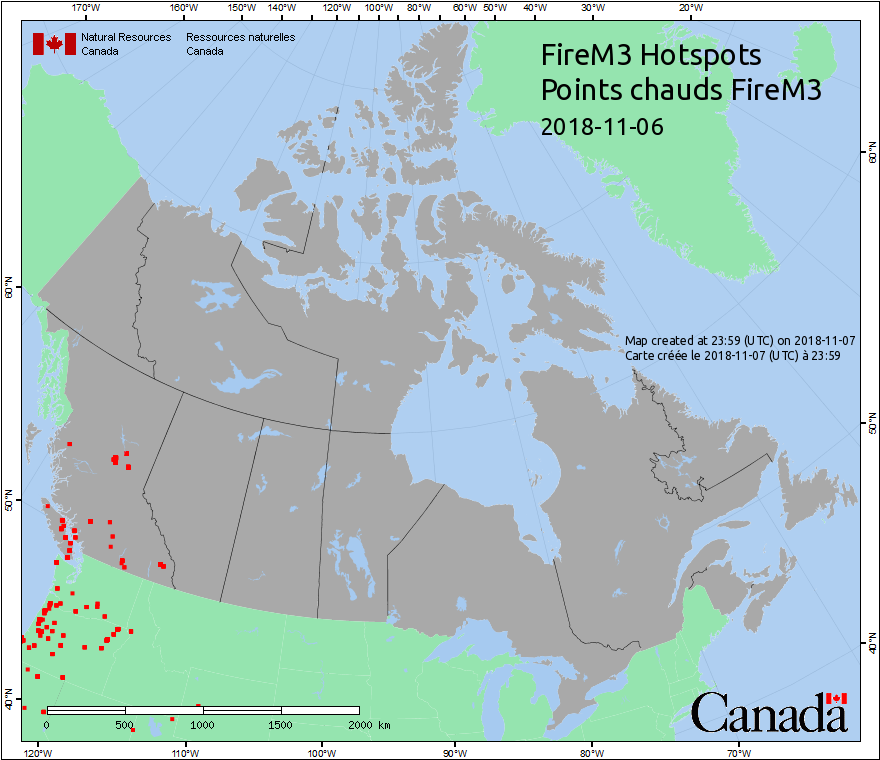 170°W 160°W 150°W 140°W 130°W 120°W 110°W 100°W 90°W 80°W 60°W 50°W 40°W 30°W 20°W
Natural Resources Ressources naturelles
Canada Canada
FireM3 Hotspots
Points chauds FireM3
2018-11-06
60°N 60°N
Map created at 23:59 (UTC) on 2018-11-07
Carte créée le 2018-11-07 (UTC) à 23:59
50°N 50°N
40°N 40°N
Canada
0 500 1000 1500 2000 km
120°W 110°W 100°W 90°W 80°W 70°W